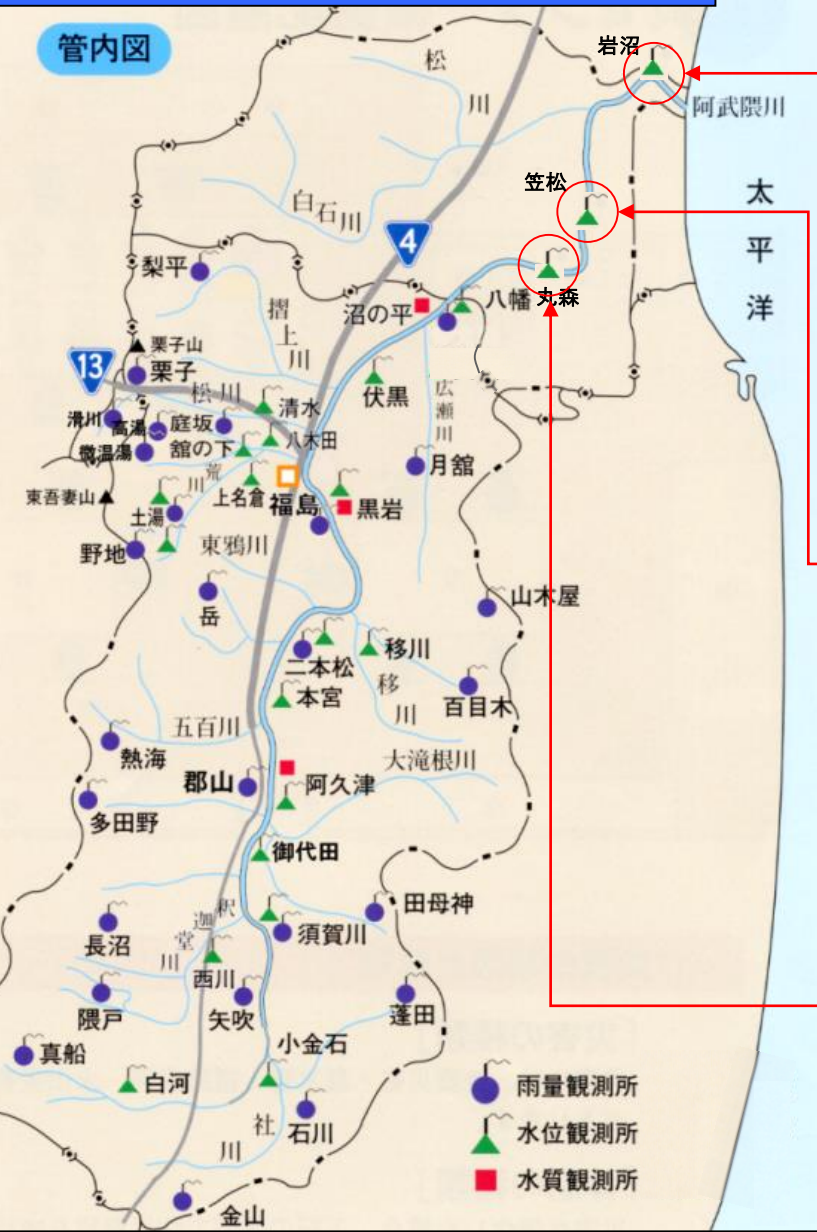 管内図
岩沼
松
川
阿武隈川
笠松
太
平
洋
白石川
4
梨平
沼の平
八幡
丸森
摺
上
川
栗子山
13
栗子
松川
清水
伏黒
広
瀬
川
滑川
高湯
庭坂
舘の下
八木田
微温湯
月舘
荒
川
上名倉
福島
黒岩
東吾妻山
土湯
野地
東鴉川
岳
山木屋
二本松
移川
本宮
移
川
百目木
五百川
熱海
大滝根川
郡山
阿久津
多田野
御代田
田母神
釈
迦
堂
川
須賀川
長沼
西川
隈戸
矢吹
蓬田
小金石
真船
白河
石川
社
川
金山
雨量観測所
水位観測所
水質観測所